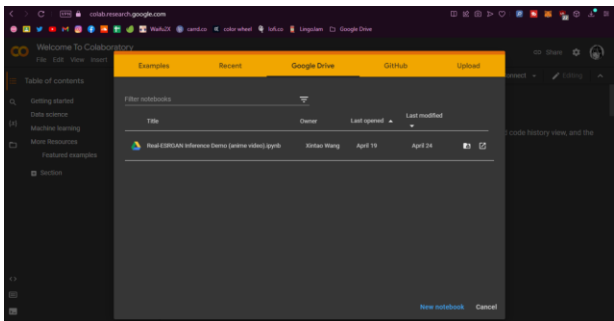 colab.research.google.com
Waifu2X carrd.co color wheel lofi.co Lingojam Google Drive
Welcome To Colaboratory
File Edit View Insert
Share
Examples Recent Google Drive GitHub Upload
Table of contents
Editing
Getting started
Data science
Machine learning
More Resources
Featured examples
Section
Filter notebooks
Title Owner Last opened Last modified
Real-ESRGAN Inference Demo (anime video).ipynb Xintao Wang April 19 April 24
d code history view, and the
New notebook Cancel